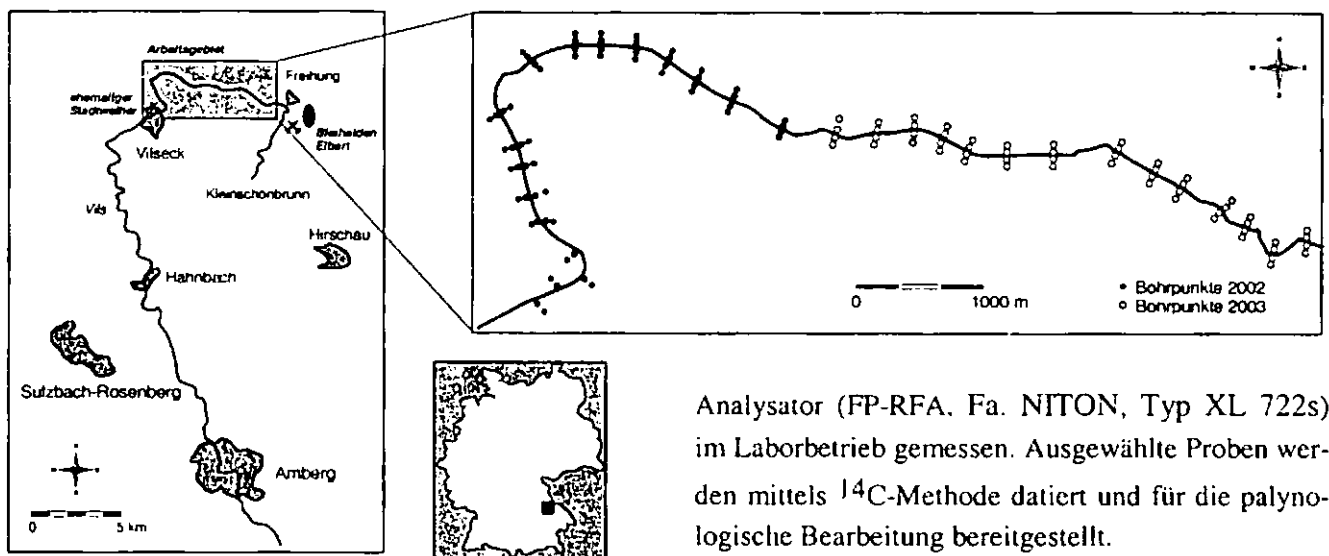 Arbeitsgebiet
Freihung
ehemaliger
Stadtweiher
Bleihalden
Elbart
Vilseck
Kleinschönbrunn
Vils
Hirschau
Hahnbach
Sulzbach-Rosenberg
Amberg
0 5 km
0 1000 m
Bohrpunkte 2002
Bohrpunkte 2003
Analysator (FP-RFA, Fa. NITON, Typ XL 722s)
im Laborbetrieb gemessen. Ausgewählte Proben wer-
den mittels 14C-Methode datiert und für die palyno-
logische Bearbeitung bereitgestellt.